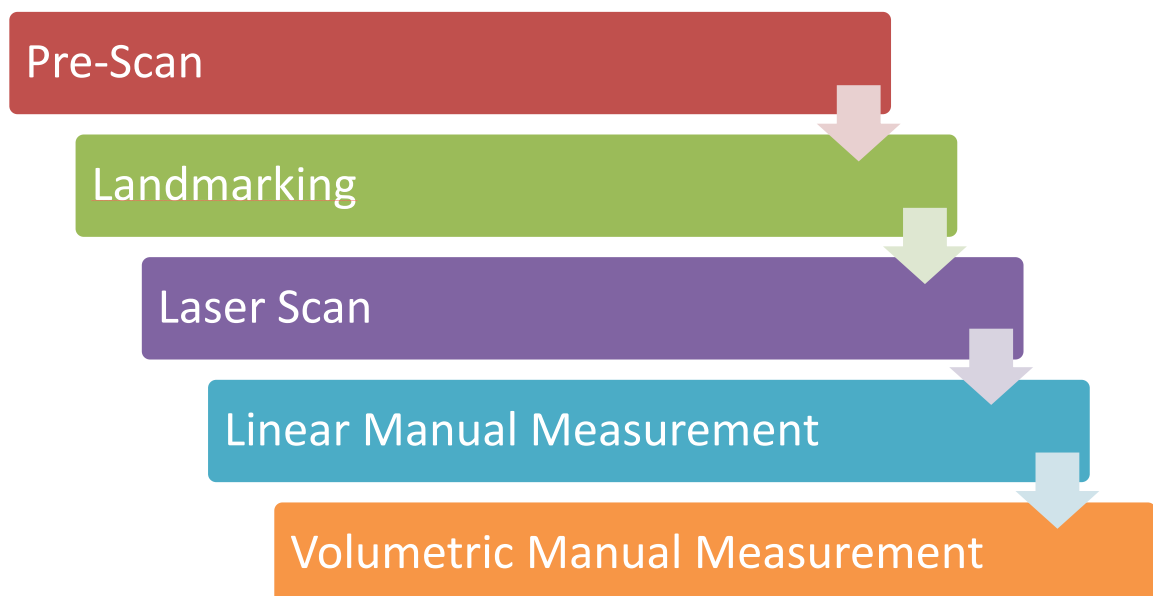 Pre-Scan
Landmarking
Laser Scan
Linear Manual Measurement
Volumetric Manual Measurement